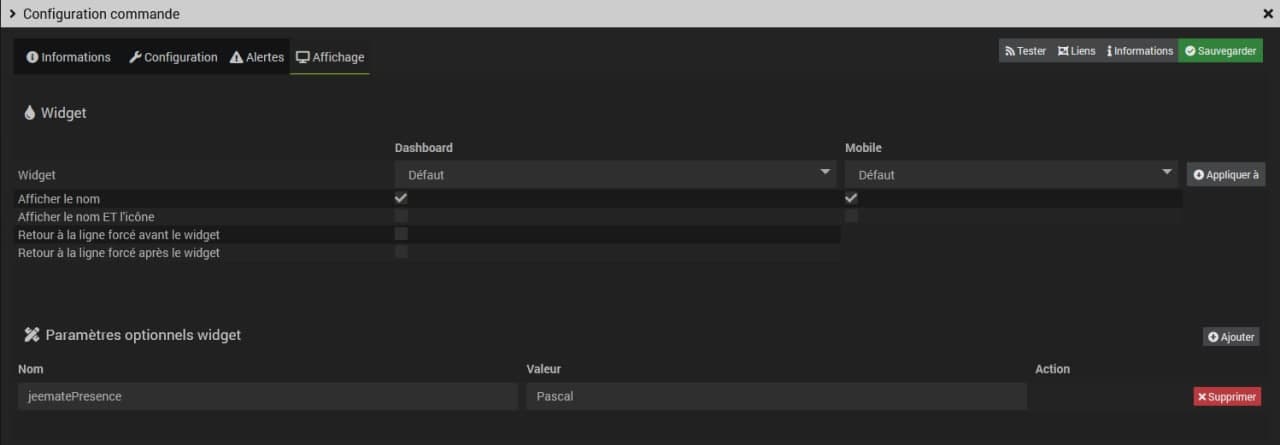 Configuration commande
Informations Configuration Alertes Affichage Tester Liens Informations Sauvegarder
Widget
Dashboard Mobile
Widget Défaut Défaut Appliquer à
Afficher le nom
Afficher le nom ET l'icône
Retour à la ligne forcé avant le widget
Retour à la ligne forcé après le widget
Paramètres optionnels widget Ajouter
Nom Valeur Action
jeematePresence Pascal Supprimer